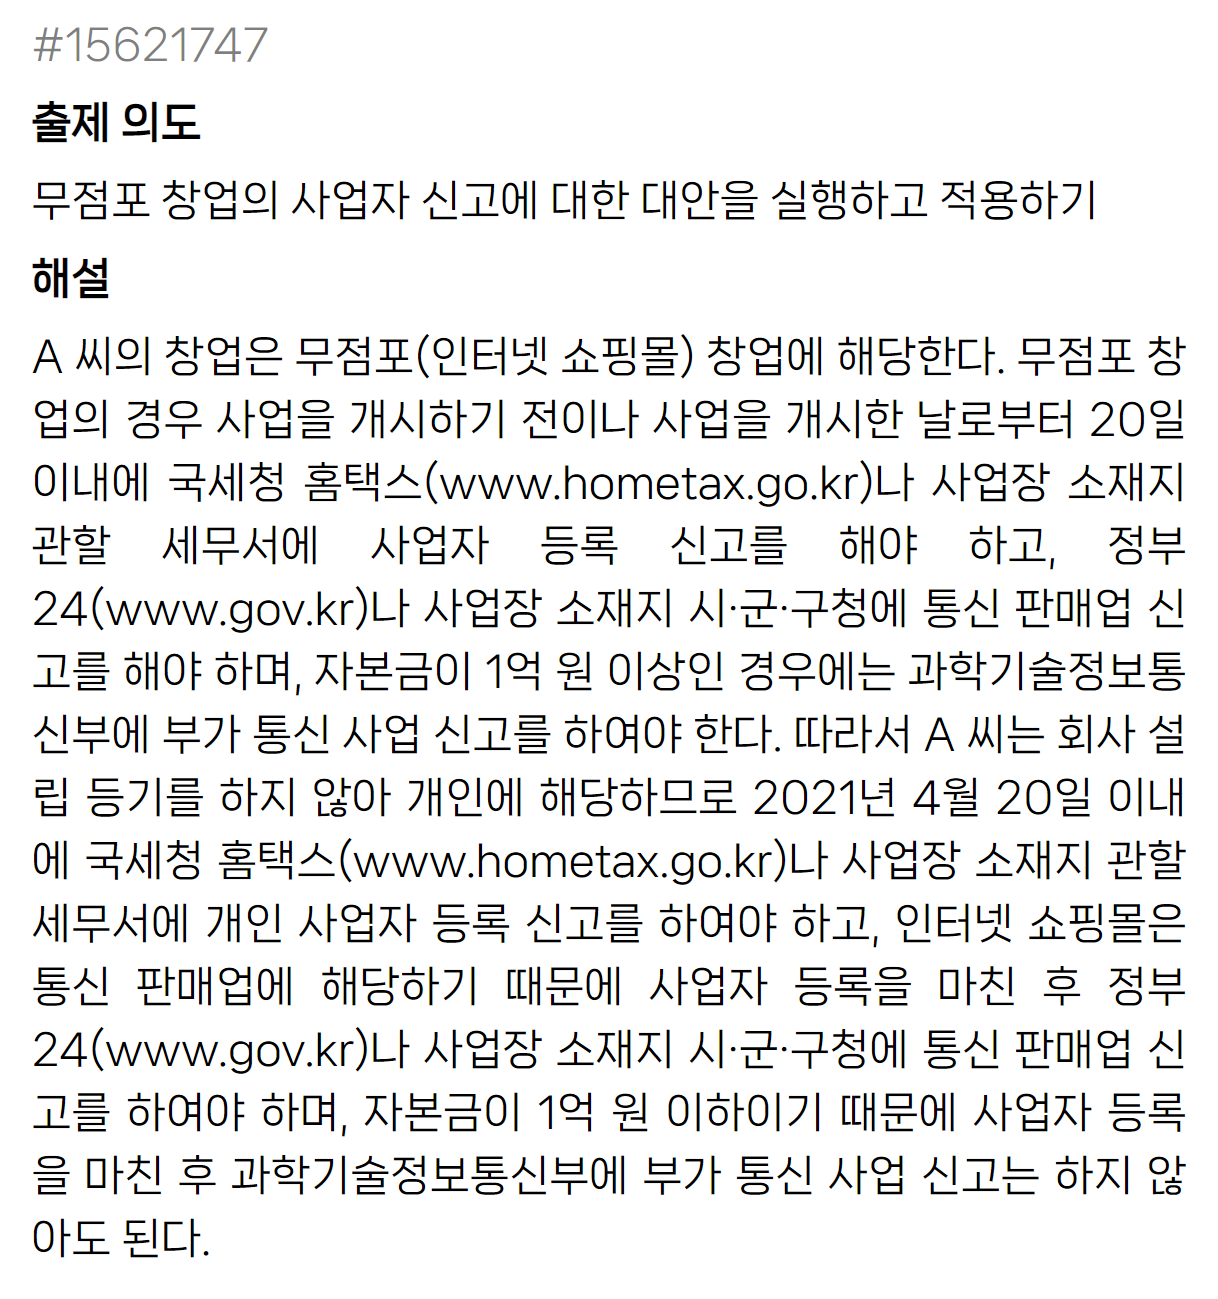 #15621747
출제 의도
무점포 창업의 사업자 신고에 대한 대안을 실행하고 적용하기
해설
A 씨의 창업은 무점포(인터넷 쇼핑몰) 창업에 해당한다. 무점포 창
업의 경우 사업을 개시하기 전이나 사업을 개시한 날로부터 20일
이내에 국세청 홈택스(www.hometax.go.kr)나 사업장 소재지
관할 세무서에 사업자 등록 신고를 해야 하고, 정부
24(www.gov.kr)나 사업장 소재지 시·군·구청에 통신 판매업 신
고를 해야 하며, 자본금이 1억 원 이상인 경우에는 과학기술정보통
신부에 부가 통신 사업 신고를 하여야 한다. 따라서 A 씨는 회사 설
립 등기를 하지 않아 개인에 해당하므로 2021년 4월 20일 이내
에 국세청 홈택스(www.hometax.go.kr)나 사업장 소재지 관할
세무서에 개인 사업자 등록 신고를 하여야 하고, 인터넷 쇼핑몰은
통신 판매업에 해당하기 때문에 사업자 등록을 마친 후 정부
24(www.gov.kr)나 사업장 소재지 시·군·구청에 통신 판매업 신
고를 하여야 하며, 자본금이 1억 원 이하이기 때문에 사업자 등록
을 마친 후 과학기술정보통신부에 부가 통신 사업 신고는 하지 않
아도 된다.